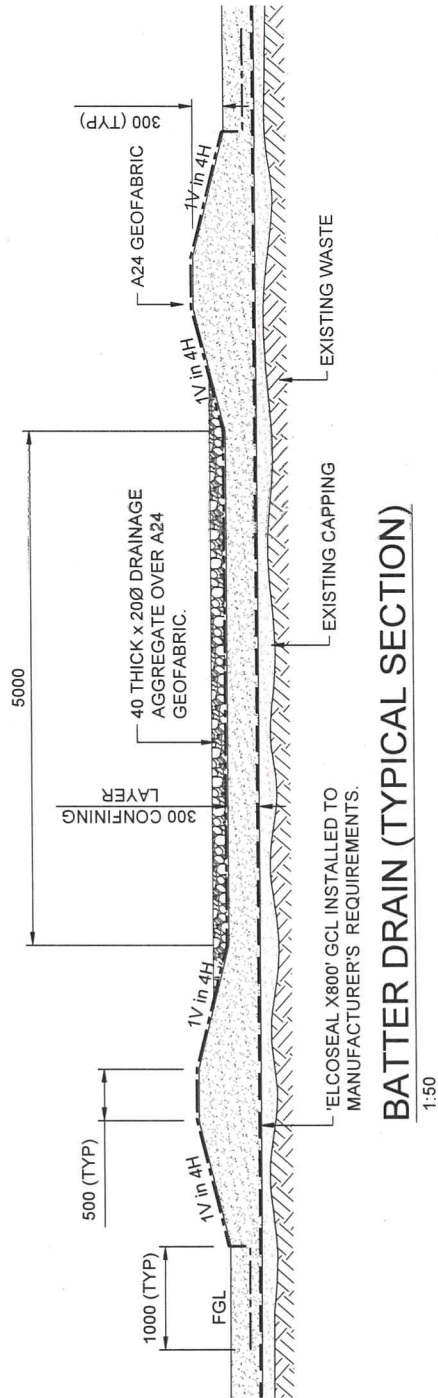 5000
300 (TYP)
A24 GEOFABRIC
1V in 4H
1V in 4H
40 THICK x 20Ø DRAINAGE
AGGREGATE OVER A24
GEOFABRIC.
300 CONFINING
LAYER
500 (TYP)
1V in 4H
1V in 4H
1000 (TYP)
FGL
EXISTING WASTE
EXISTING CAPPING
'ELCOSEAL X800' GCL INSTALLED TO
MANUFACTURER'S REQUIREMENTS.
BATTER DRAIN (TYPICAL SECTION)
1:50